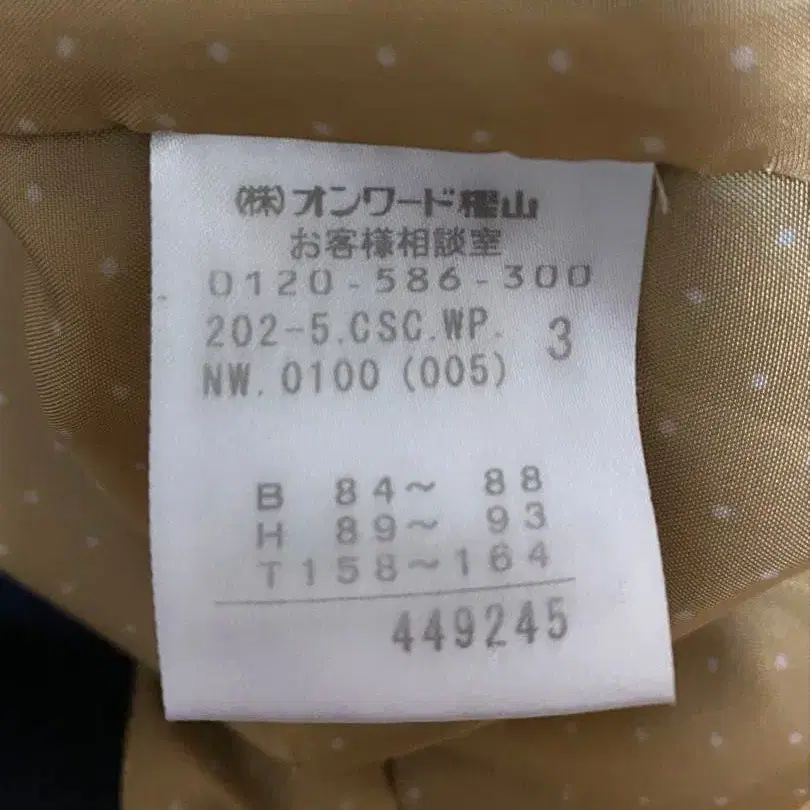 (株)オンワード樫山
お客様相談室
0120-586-300
202-5.CSC.WP. 3
NW.0100 (005)
B 84～ 88
H 89～ 93
T158～164
449245